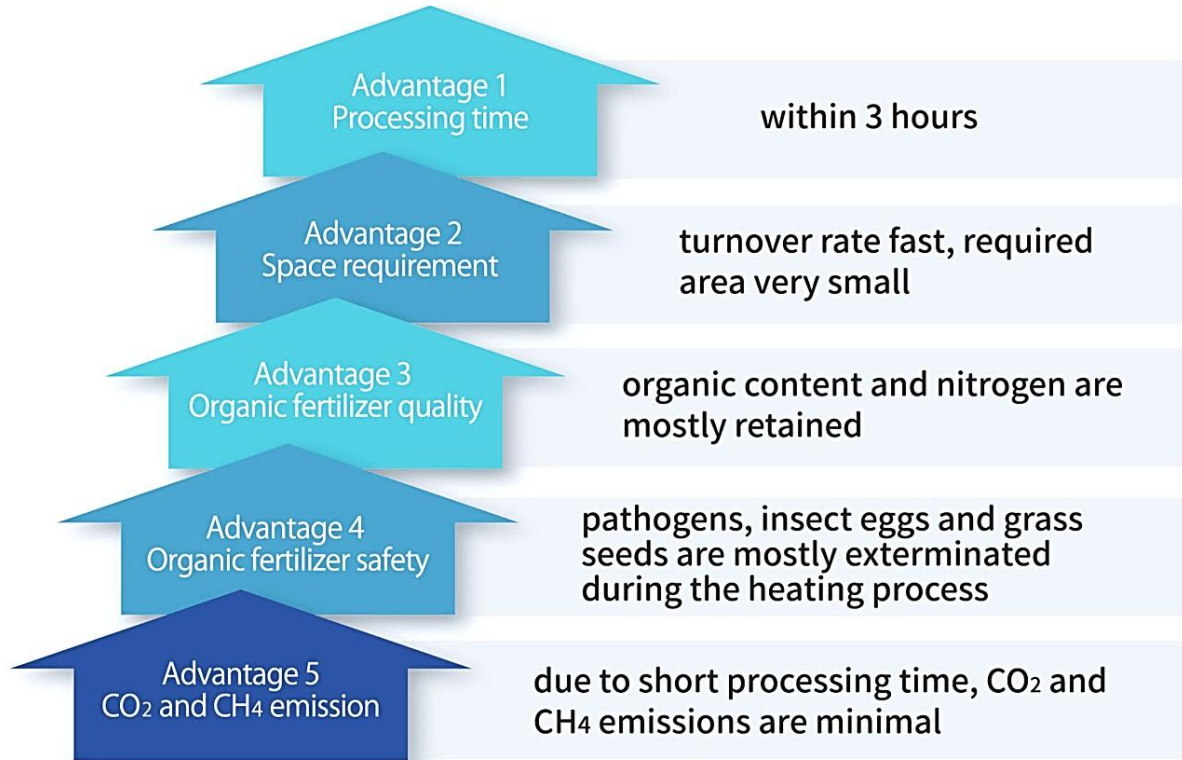 Advantage 1
Processing time
within 3 hours
Advantage 2
Space requirement
turnover rate fast, required
area very small
Advantage 3
Organic fertilizer quality
organic content and nitrogen are
mostly retained
Advantage 4
Organic fertilizer safety
pathogens, insect eggs and grass
seeds are mostly exterminated
during the heating process
Advantage 5
CO₂ and CH₄ emission
due to short processing time, CO₂ and
CH₄ emissions are minimal